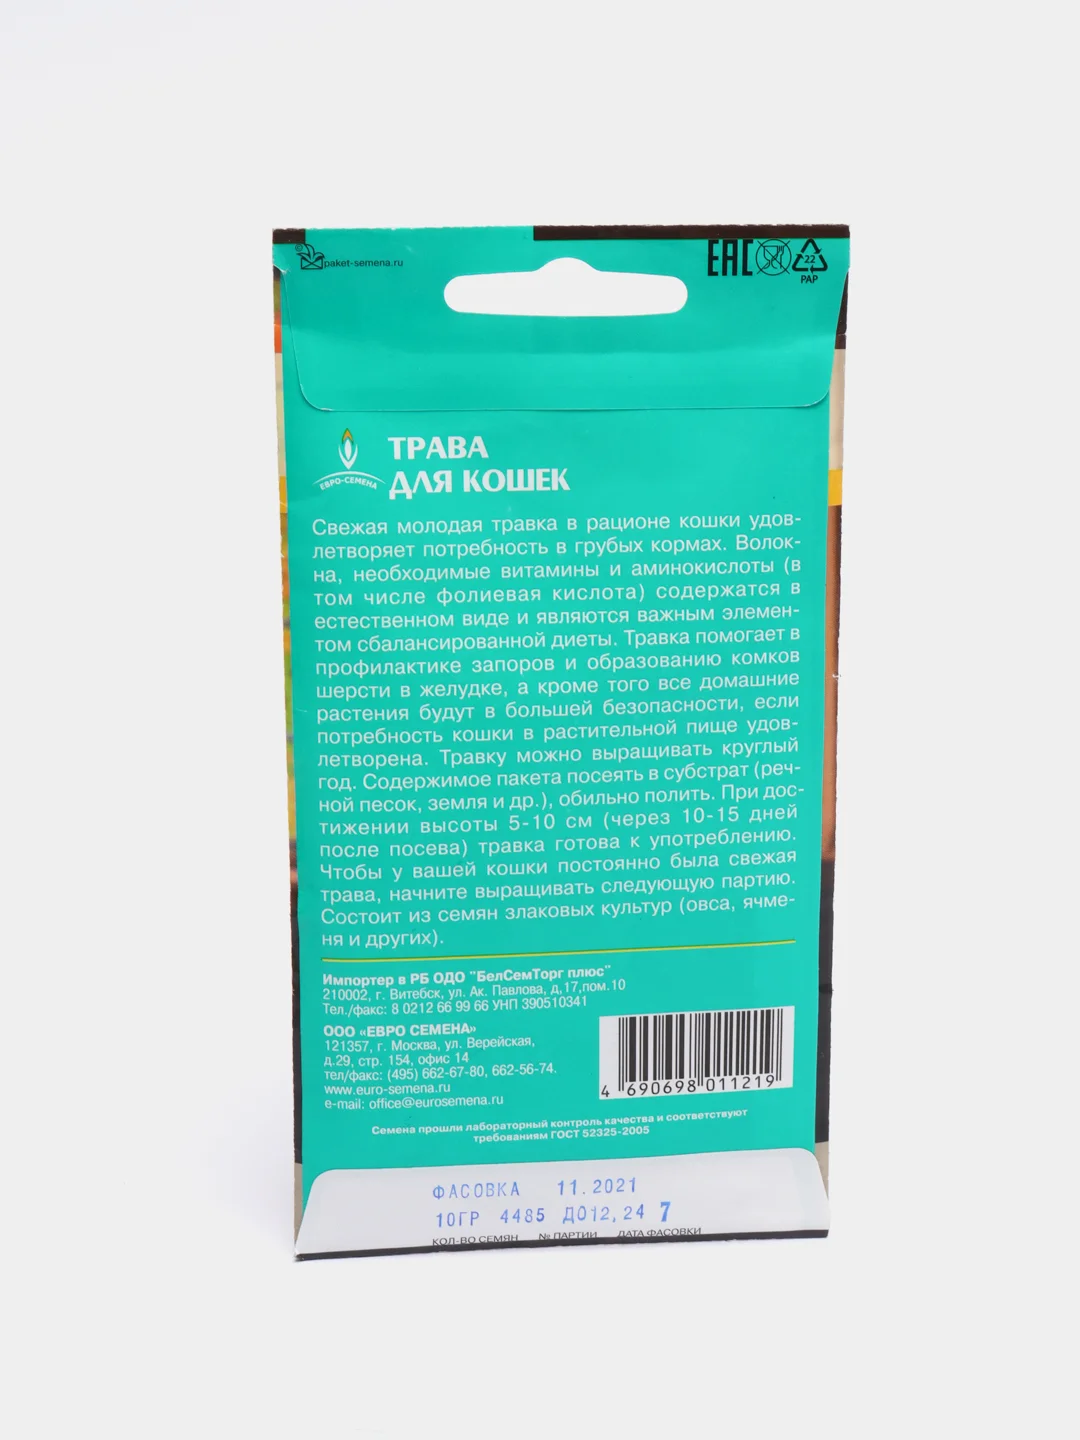 © paket-semena.ru
EAC
22
PAP
ЕВРО-СЕМЕНА
ТРАВА
ДЛЯ КОШЕК
Свежая молодая травка в рационе кошки удов-
летворяет потребность в грубых кормах. Волок-
на, необходимые витамины и аминокислоты (в
том числе фолиевая кислота) содержатся в
естественном виде и являются важным элемен-
том сбалансированной диеты. Травка помогает в
профилактике запоров и образованию комков
шерсти в желудке, а кроме того все домашние
растения будут в большей безопасности, если
потребность кошки в растительной пище удов-
летворена. Травку можно выращивать круглый
год. Содержимое пакета посеять в субстрат (реч-
ной песок, земля и др.), обильно полить. При дос-
тижении высоты 5-10 см (через 10-15 дней
после посева) травка готова к употреблению.
Чтобы у вашей кошки постоянно была свежая
трава, начните выращивать следующую партию.
Состоит из семян злаковых культур (овса, ячме-
ня и других).
Импортер в РБ ОДО "БелСемТорг плюс"
210002, г. Витебск, ул. Ак. Павлова, д,17,пом.10
Тел./факс: 8 0212 66 99 66 УНП 390510341
ООО «ЕВРО СЕМЕНА»
121357, г. Москва, ул. Верейская,
д.29, стр. 154, офис 14
тел/факс: (495) 662-67-80, 662-56-74.
www.euro-semena.ru
e-mail: office@eurosemena.ru
4 690698 011219
Семена прошли лабораторный контроль качества и соответствуют
требованиям ГОСТ 52325-2005
ФАСОВКА 11.2021
10ГР 4485 ДО12,24 7
КОЛ-ВО СЕМЯН № ПАРТИИ ДАТА ФАСОВКИ